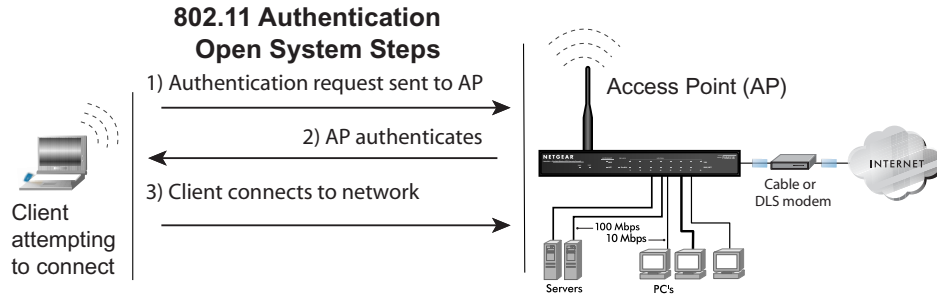 802.11 Authentication
Open System Steps
1) Authentication request sent to AP
2) AP authenticates
3) Client connects to network
Client
attempting
to connect
Access Point (AP)
NETGEAR
INTERNET
Cable or
DLS modem
100 Mbps
10 Mbps
Servers
PC's